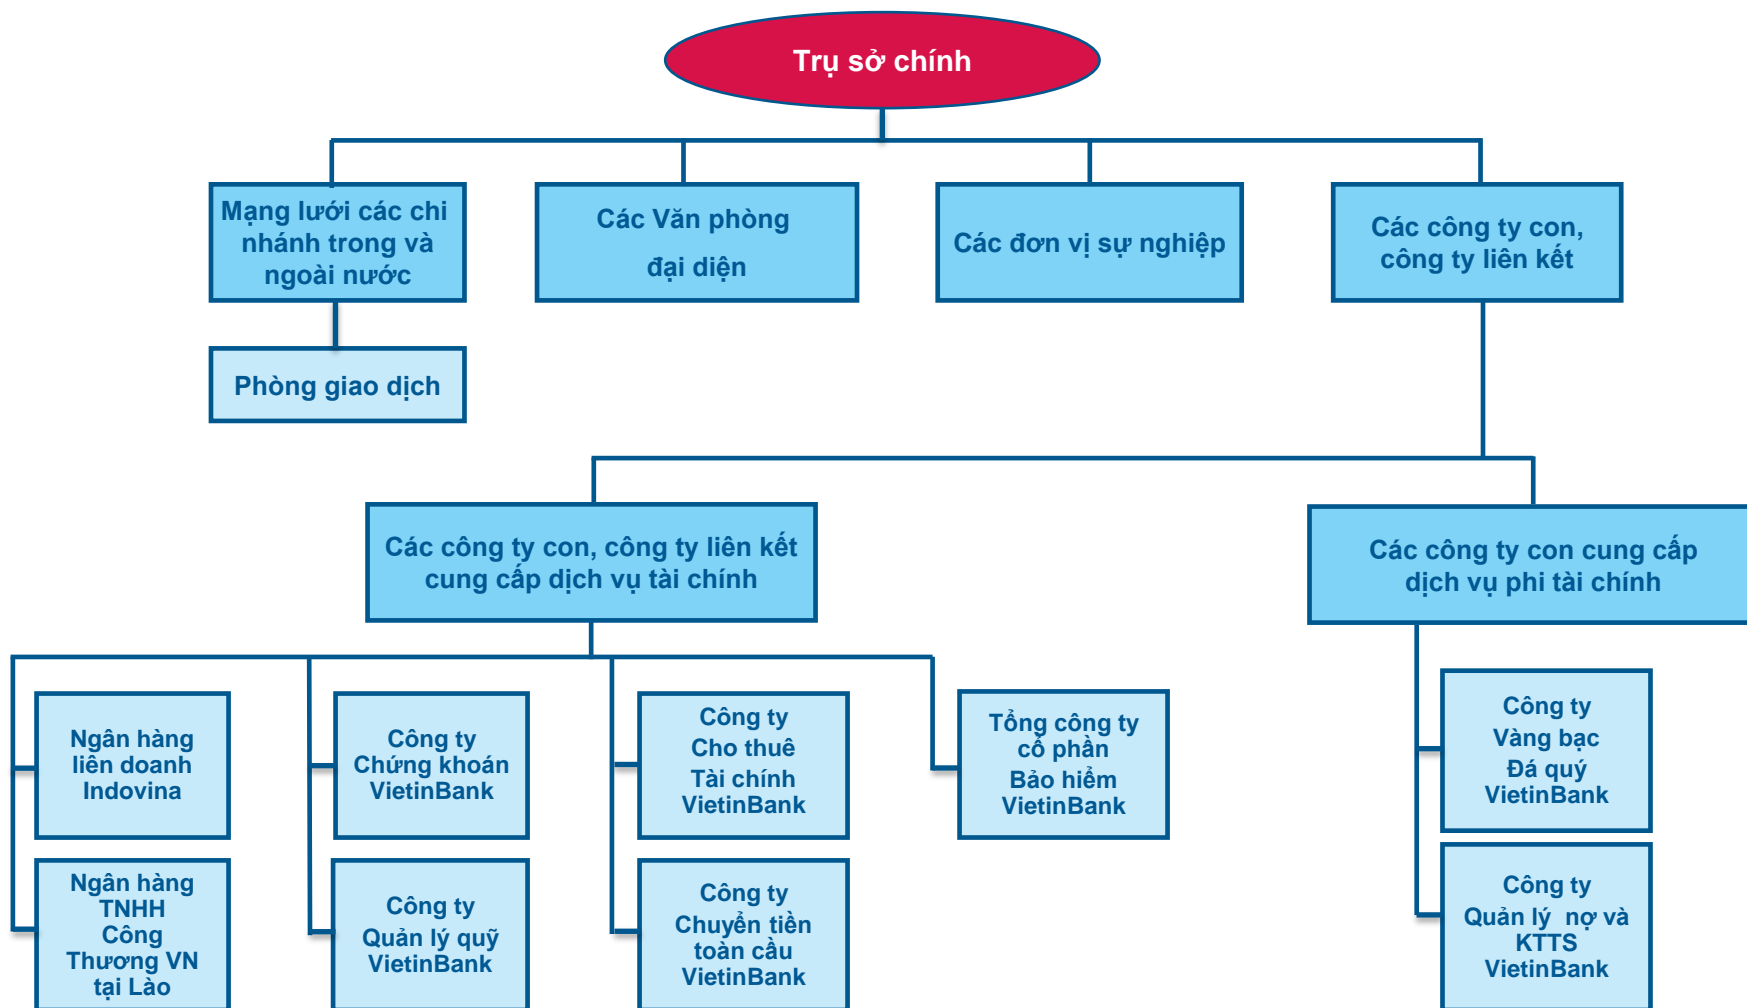 Trụ sở chính
Mạng lưới các chi
nhánh trong và
ngoài nước
Các Văn phòng
đại diện
Các đơn vị sự nghiệp
Các công ty con,
công ty liên kết
Phòng giao dịch
Các công ty con, công ty liên kết
cung cấp dịch vụ tài chính
Các công ty con cung cấp
dịch vụ phi tài chính
Ngân hàng
liên doanh
Indovina
Công ty
Chứng khoán
VietinBank
Công ty
Cho thuê
Tài chính
VietinBank
Tổng công ty
cổ phần
Bảo hiểm
VietinBank
Công ty
Vàng bạc
Đá quý
VietinBank
Ngân hàng
TNHH
Công
Thương VN
tại Lào
Công ty
Quản lý quỹ
VietinBank
Công ty
Chuyển tiền
toàn cầu
VietinBank
Công ty
Quản lý nợ và
KTTS
VietinBank